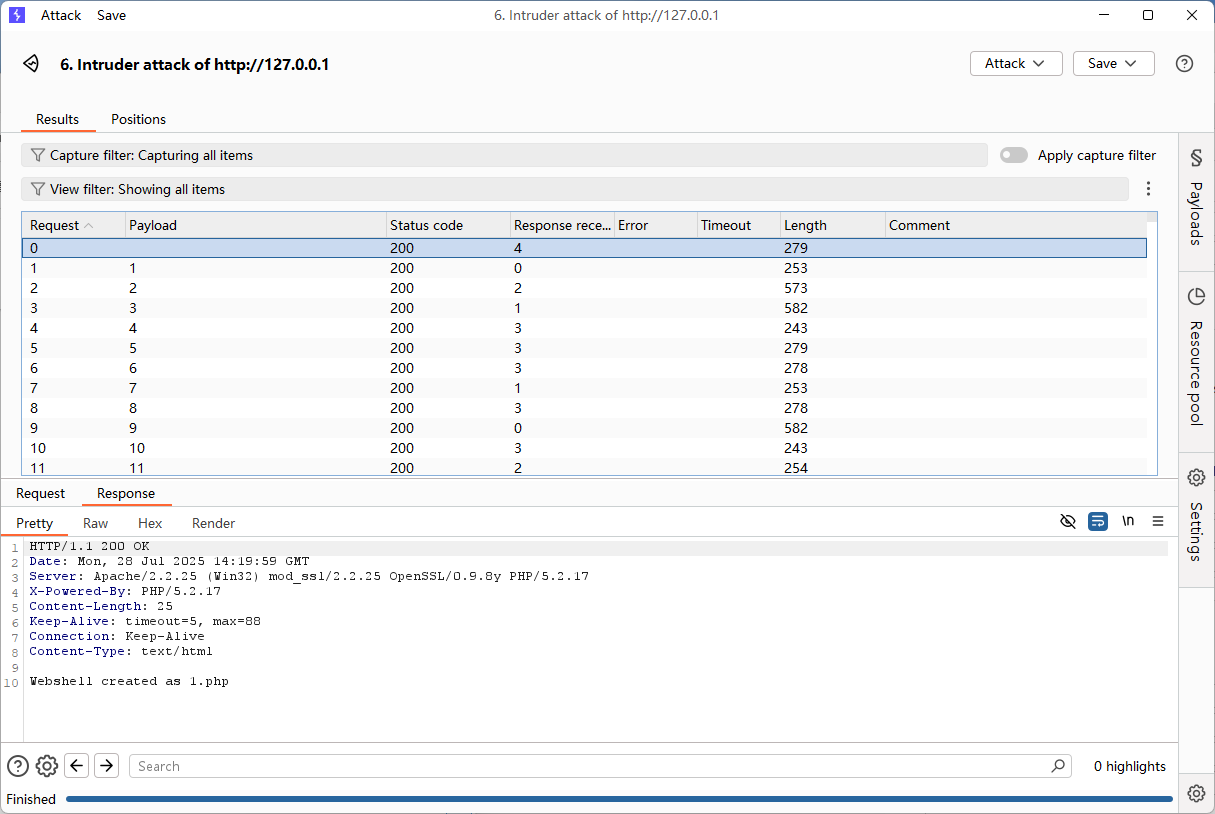 Attack Save 6. Intruder attack of http://127.0.0.1
6. Intruder attack of http://127.0.0.1 Attack Save
Results Positions
Capture filter: Capturing all items Apply capture filter
View filter: Showing all items
Request Payload Status code Response rece... Error Timeout Length Comment
0 200 4 279
1 1 200 0 253
2 2 200 2 573
3 3 200 1 582
4 4 200 3 243
5 5 200 3 279
6 6 200 3 278
7 7 200 1 253
8 8 200 3 278
9 9 200 0 582
10 10 200 3 243
11 11 200 2 254
Payloads
Resource pool
Settings
Request Response
Pretty Raw Hex Render \n
1 HTTP/1.1 200 OK
2 Date: Mon, 28 Jul 2025 14:19:59 GMT
3 Server: Apache/2.2.25 (Win32) mod_ssl/2.2.25 OpenSSL/0.9.8y PHP/5.2.17
4 X-Powered-By: PHP/5.2.17
5 Content-Length: 25
6 Keep-Alive: timeout=5, max=88
7 Connection: Keep-Alive
8 Content-Type: text/html
9
10 Webshell created as 1.php
Search 0 highlights
Finished